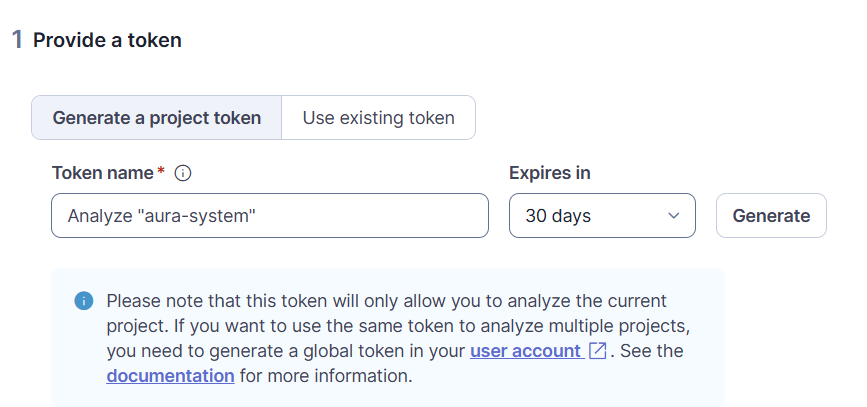 1 Provide a token
Generate a project token Use existing token
Token name* Expires in
Analyze "aura-system" 30 days Generate
Please note that this token will only allow you to analyze the current
project. If you want to use the same token to analyze multiple projects,
you need to generate a global token in your user account . See the
documentation for more information.